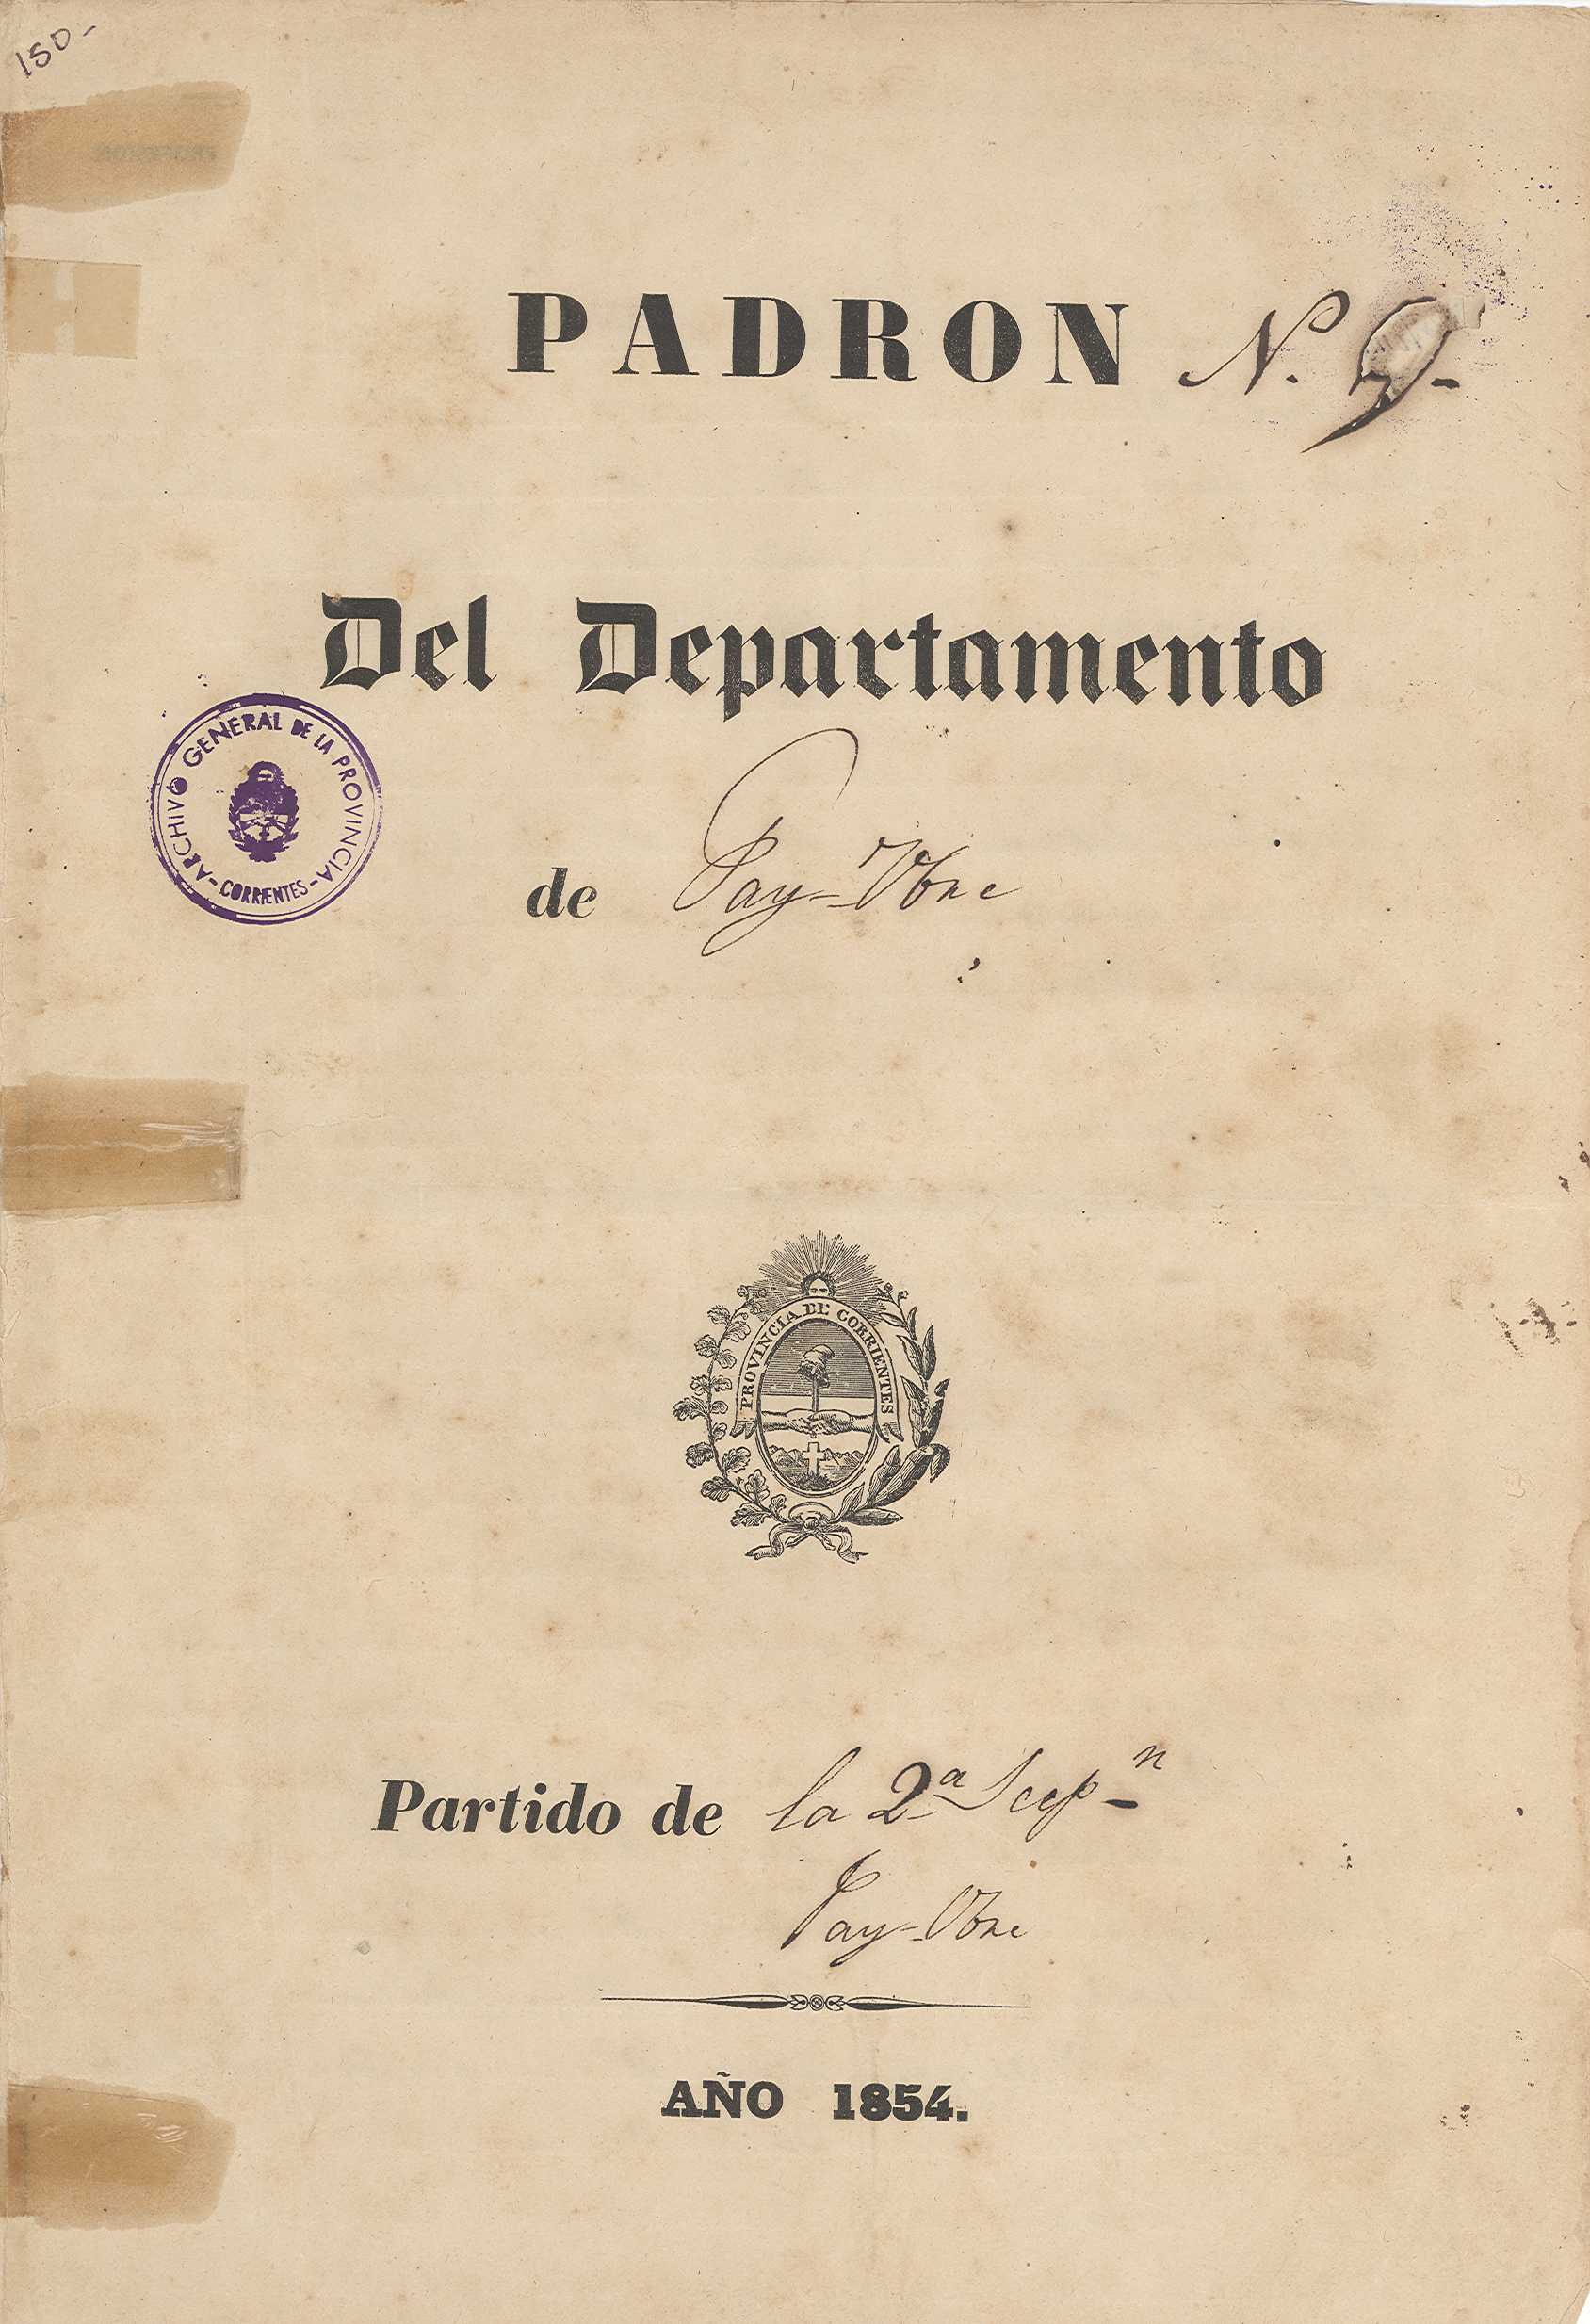 150-
PADRON N. 9-
Del Departamento
ARCHIVO GENERAL DE LA PROVINCIA
- CORRIENTES -
de Pay-Ubre
PROVINCIA DE CORRIENTES
Partido de la 2ª Secpn
Pay-Ubre
AÑO 1854.